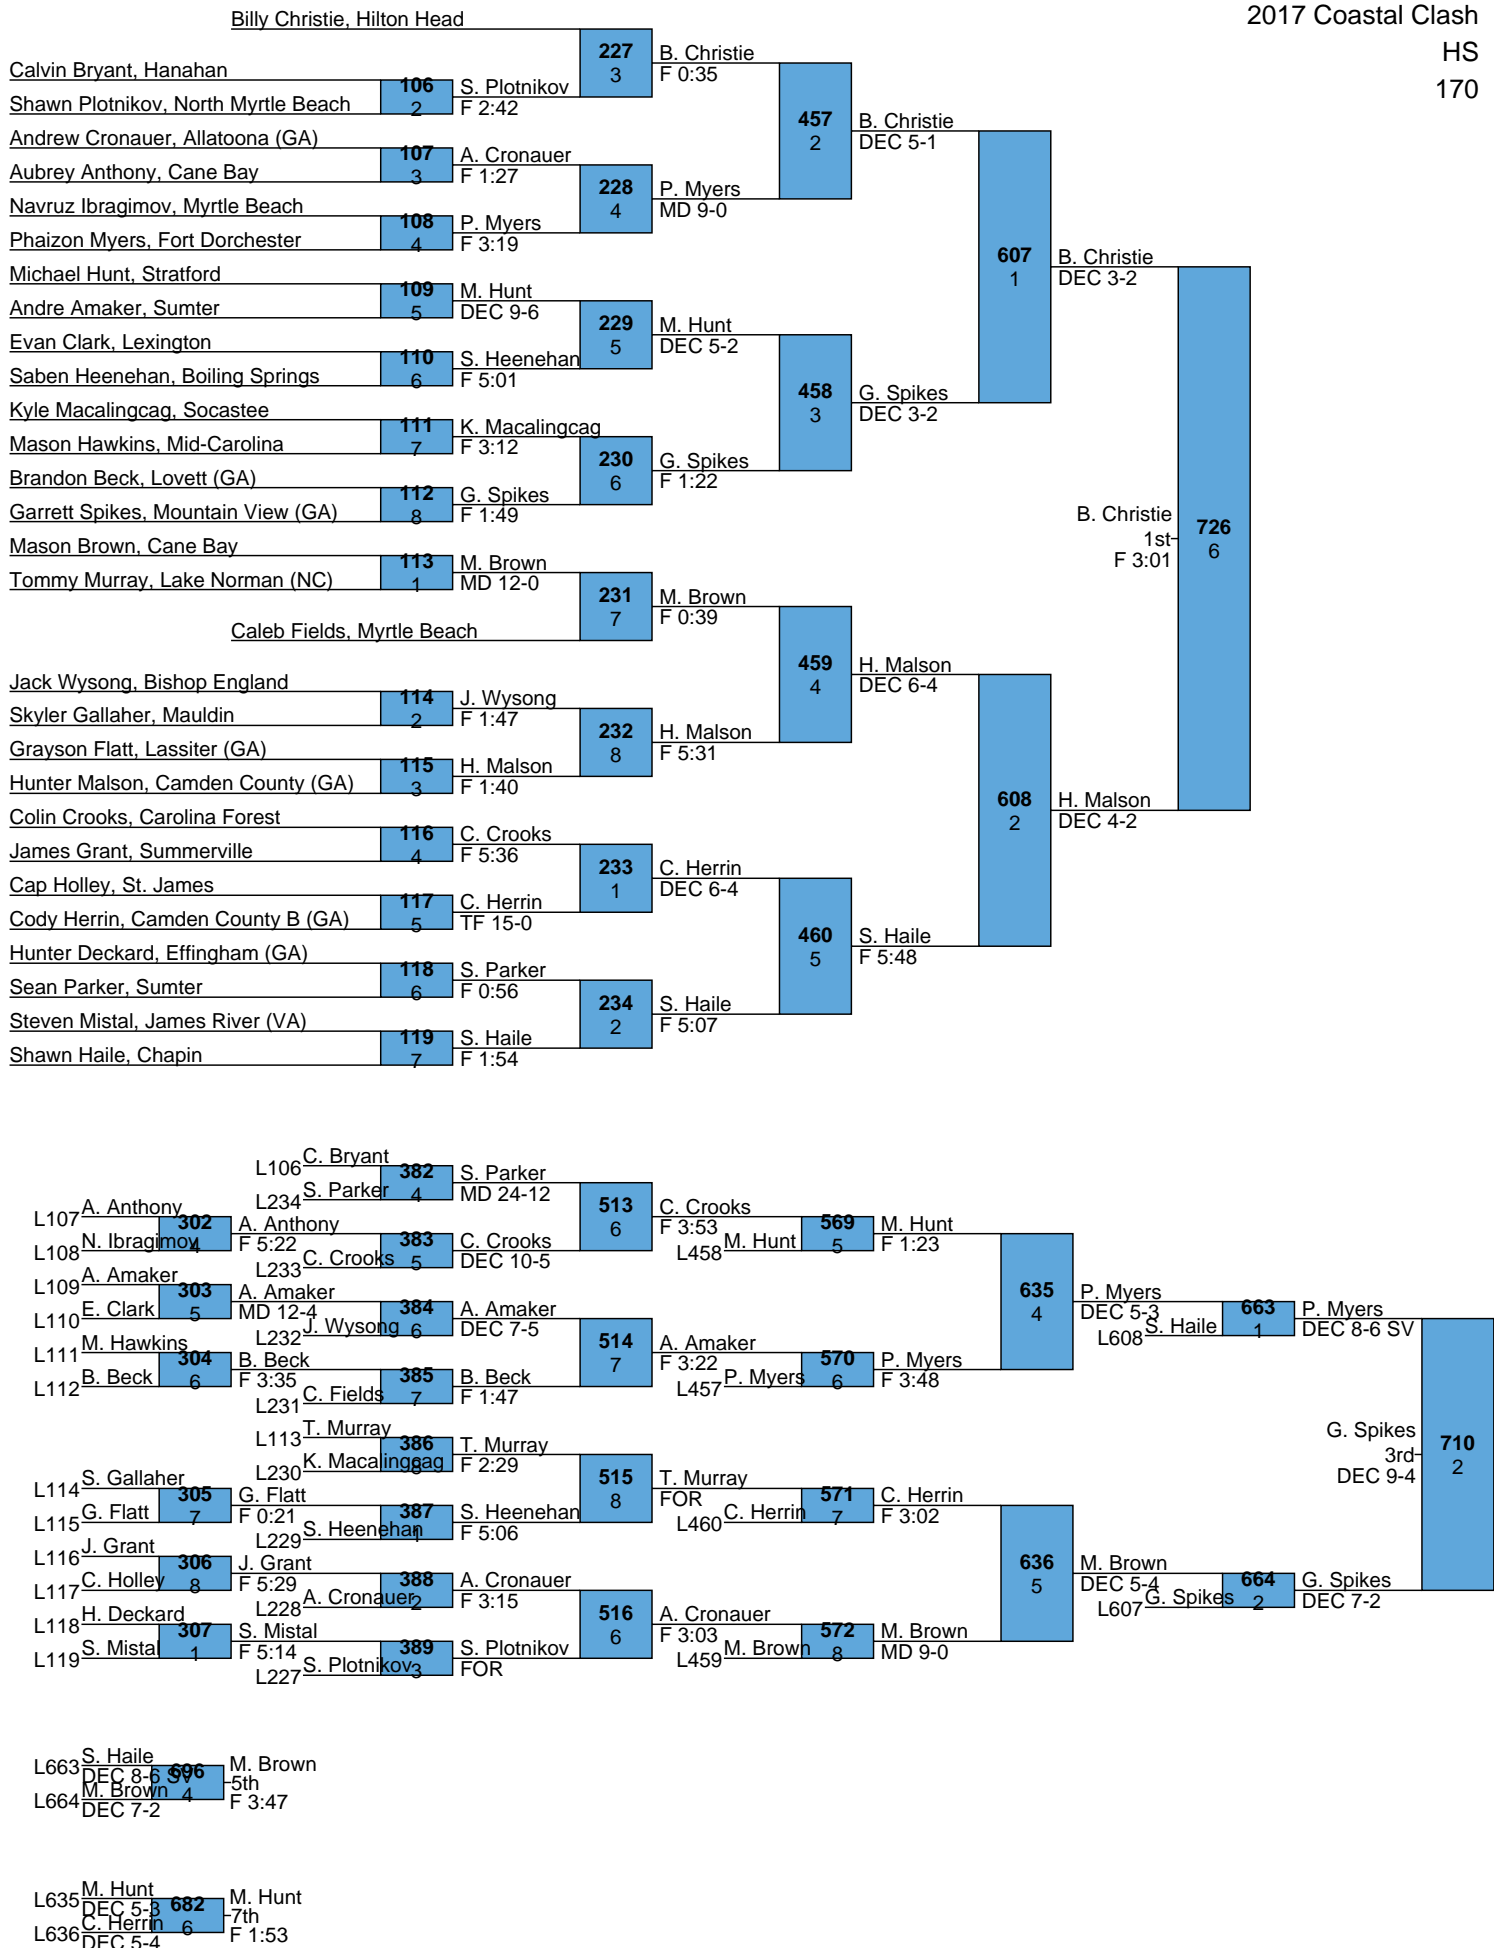 2017 Coastal Clash
HS
170
Billy Christie, Hilton Head
227
3
B. Christie
F 0:35
Calvin Bryant, Hanahan
106
2
S. Plotnikov
F 2:42
Shawn Plotnikov, North Myrtle Beach
457
2
B. Christie
DEC 5-1
Andrew Cronauer, Allatoona (GA)
107
3
A. Cronauer
F 1:27
Aubrey Anthony, Cane Bay
228
4
P. Myers
MD 9-0
Navruz Ibragimov, Myrtle Beach
108
4
P. Myers
F 3:19
Phaizon Myers, Fort Dorchester
607
1
B. Christie
DEC 3-2
Michael Hunt, Stratford
109
5
M. Hunt
DEC 9-6
Andre Amaker, Sumter
229
5
M. Hunt
DEC 5-2
Evan Clark, Lexington
110
6
S. Heenehan
F 5:01
Saben Heenehan, Boiling Springs
458
3
G. Spikes
DEC 3-2
Kyle Macalingcag, Socastee
111
7
K. Macalingcag
F 3:12
Mason Hawkins, Mid-Carolina
230
6
G. Spikes
F 1:22
Brandon Beck, Lovett (GA)
112
8
G. Spikes
F 1:49
Garrett Spikes, Mountain View (GA)
B. Christie
1st
F 3:01
726
6
Mason Brown, Cane Bay
113
1
M. Brown
MD 12-0
Tommy Murray, Lake Norman (NC)
231
7
M. Brown
F 0:39
Caleb Fields, Myrtle Beach
459
4
H. Malson
DEC 6-4
Jack Wysong, Bishop England
114
2
J. Wysong
F 1:47
Skyler Gallaher, Mauldin
232
8
H. Malson
F 5:31
Grayson Flatt, Lassiter (GA)
115
3
H. Malson
F 1:40
Hunter Malson, Camden County (GA)
608
2
H. Malson
DEC 4-2
Colin Crooks, Carolina Forest
116
4
C. Crooks
F 5:36
James Grant, Summerville
233
1
C. Herrin
DEC 6-4
Cap Holley, St. James
117
5
C. Herrin
TF 15-0
Cody Herrin, Camden County B (GA)
460
5
S. Haile
F 5:48
Hunter Deckard, Effingham (GA)
118
6
S. Parker
F 0:56
Sean Parker, Sumter
234
2
S. Haile
F 5:07
Steven Mistal, James River (VA)
119
7
S. Haile
F 1:54
Shawn Haile, Chapin
L106
C. Bryant
382
4
S. Parker
MD 24-12
L234
S. Parker
513
6
C. Crooks
F 3:53
L107
A. Anthony
302
4
A. Anthony
F 5:22
L108
N. Ibragimov
383
5
C. Crooks
DEC 10-5
L233
C. Crooks
569
5
M. Hunt
F 1:23
L458
M. Hunt
L109
A. Amaker
303
5
A. Amaker
MD 12-4
L110
E. Clark
384
6
A. Amaker
DEC 7-5
L232
J. Wysong
635
4
P. Myers
DEC 5-3
663
1
P. Myers
DEC 8-6 SV
L608
S. Haile
514
7
A. Amaker
F 3:22
L111
M. Hawkins
304
6
B. Beck
F 3:35
L112
B. Beck
385
7
B. Beck
F 1:47
L231
C. Fields
570
6
P. Myers
F 3:48
L457
P. Myers
L113
T. Murray
386
8
T. Murray
F 2:29
L230
K. Macalingcag
G. Spikes
3rd
DEC 9-4
710
2
515
8
T. Murray
FOR
L114
S. Gallaher
305
7
G. Flatt
F 0:21
L115
G. Flatt
387
1
S. Heenehan
F 5:06
L229
S. Heenehan
571
7
C. Herrin
F 3:02
L460
C. Herrin
L116
J. Grant
306
8
J. Grant
F 5:29
L117
C. Holley
388
2
A. Cronauer
F 3:15
L228
A. Cronauer
636
5
M. Brown
DEC 5-4
664
2
G. Spikes
DEC 7-2
L607
G. Spikes
516
6
A. Cronauer
F 3:03
L118
H. Deckard
307
1
S. Mistal
F 5:14
L119
S. Mistal
389
3
S. Plotnikov
FOR
L227
S. Plotnikov
572
8
M. Brown
MD 9-0
L459
M. Brown
L663
S. Haile
DEC 8-6 SV
696
4
M. Brown
5th
F 3:47
L664
M. Brown
DEC 7-2
L635
M. Hunt
DEC 5-3
682
6
M. Hunt
7th
F 1:53
L636
C. Herrin
DEC 5-4